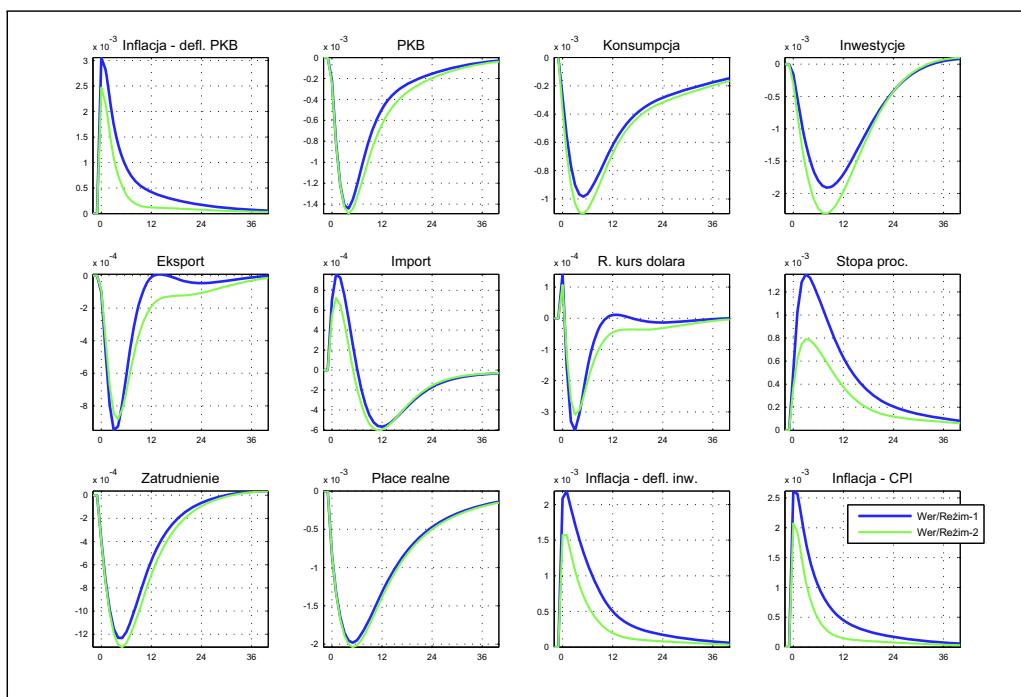 Inflacja - defl. PKB
x 10 -3
3
2.5
2
1.5
1
0.5
0
0 12 24 36
PKB
x 10 -3
0
-0.2
-0.4
-0.6
-0.8
-1
-1.2
-1.4
0 12 24 36
Konsumpcja
x 10 -3
0
-0.2
-0.4
-0.6
-0.8
-1
0 12 24 36
Inwestycje
x 10 -3
0
-0.5
-1
-1.5
-2
0 12 24 36
Eksport
x 10 -4
0
-2
-4
-6
-8
0 12 24 36
Import
x 10 -4
8
6
4
2
0
-2
-4
-6
0 12 24 36
R. kurs dolara
x 10 -4
1
0
-1
-2
-3
0 12 24 36
Stopa proc.
x 10 -3
1.2
1
0.8
0.6
0.4
0.2
0
0 12 24 36
Zatrudnienie
x 10 -4
0
-2
-4
-6
-8
-10
-12
0 12 24 36
Płace realne
x 10 -3
0
-0.5
-1
-1.5
-2
0 12 24 36
Inflacja - defl. inw.
x 10 -3
2
1.5
1
0.5
0
0 12 24 36
Inflacja - CPI
x 10 -3
2.5
2
1.5
1
0.5
0
0 12 24 36
Wer/Reżim-1
Wer/Reżim-2